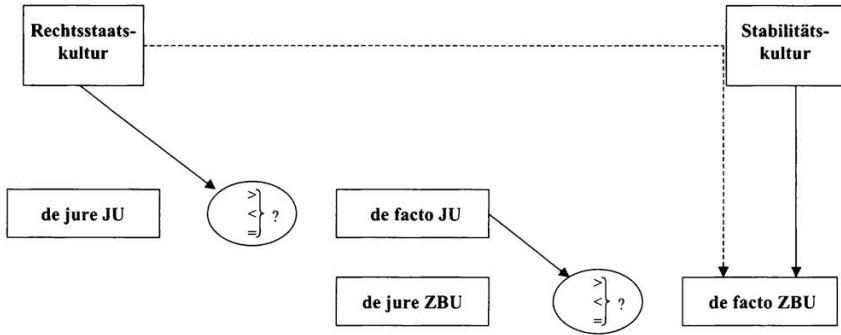 Rechtsstaats-
kultur
Stabilitäts-
kultur
de jure JU
>
< ?
=
de facto JU
de jure ZBU
>
< ?
=
de facto ZBU